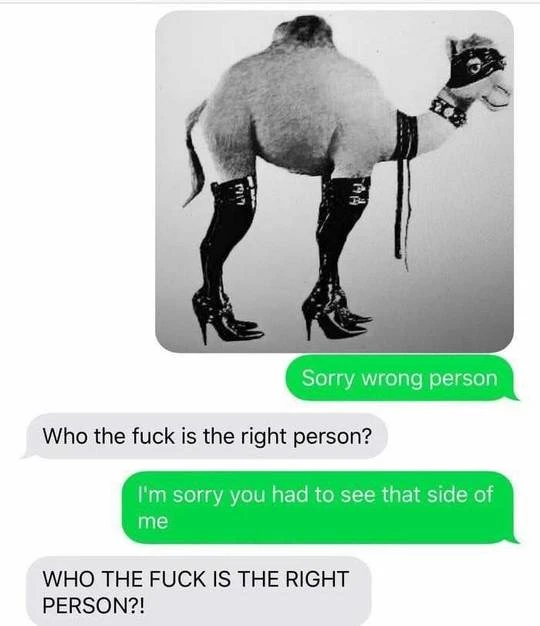 Sorry wrong person
Who the fuck is the right person?
I'm sorry you had to see that side of
me
WHO THE FUCK IS THE RIGHT
PERSON?!